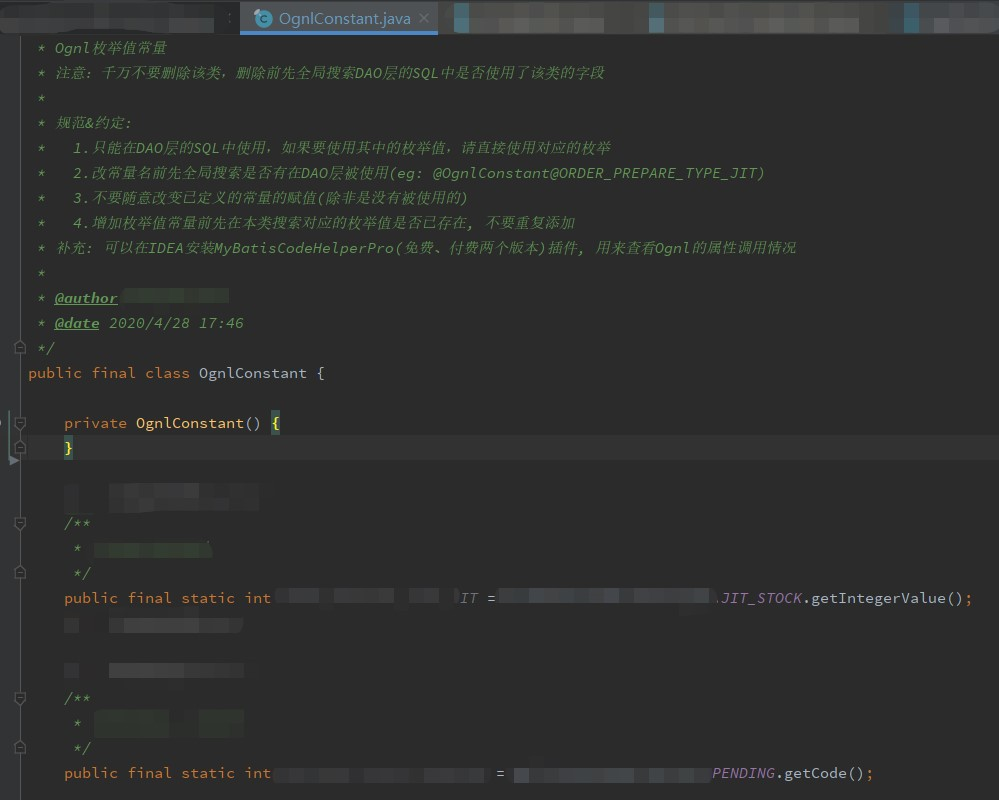 OgnlConstant.java
* Ognl枚举值常量
* 注意: 千万不要删除该类，删除前先全局搜索DAO层的SQL中是否使用了该类的字段
*
* 规范&约定:
*   1.只能在DAO层的SQL中使用，如果要使用其中的枚举值，请直接使用对应的枚举
*   2.改常量名前先全局搜索是否有在DAO层被使用(eg: @OgnlConstant@ORDER_PREPARE_TYPE_JIT)
*   3.不要随意改变已定义的常量的赋值(除非是没有被使用的)
*   4.增加枚举值常量前先在本类搜索对应的枚举值是否已存在, 不要重复添加
* 补充: 可以在IDEA安装MyBatisCodeHelperPro(免费、付费两个版本)插件, 用来查看Ognl的属性调用情况
*
* @author
* @date 2020/4/28 17:46
*/
public final class OgnlConstant {
private OgnlConstant() {
}
/**
*
*/
public final static int IT = .JIT_STOCK.getIntegerValue();
/**
*
*/
public final static int = PENDING.getCode();